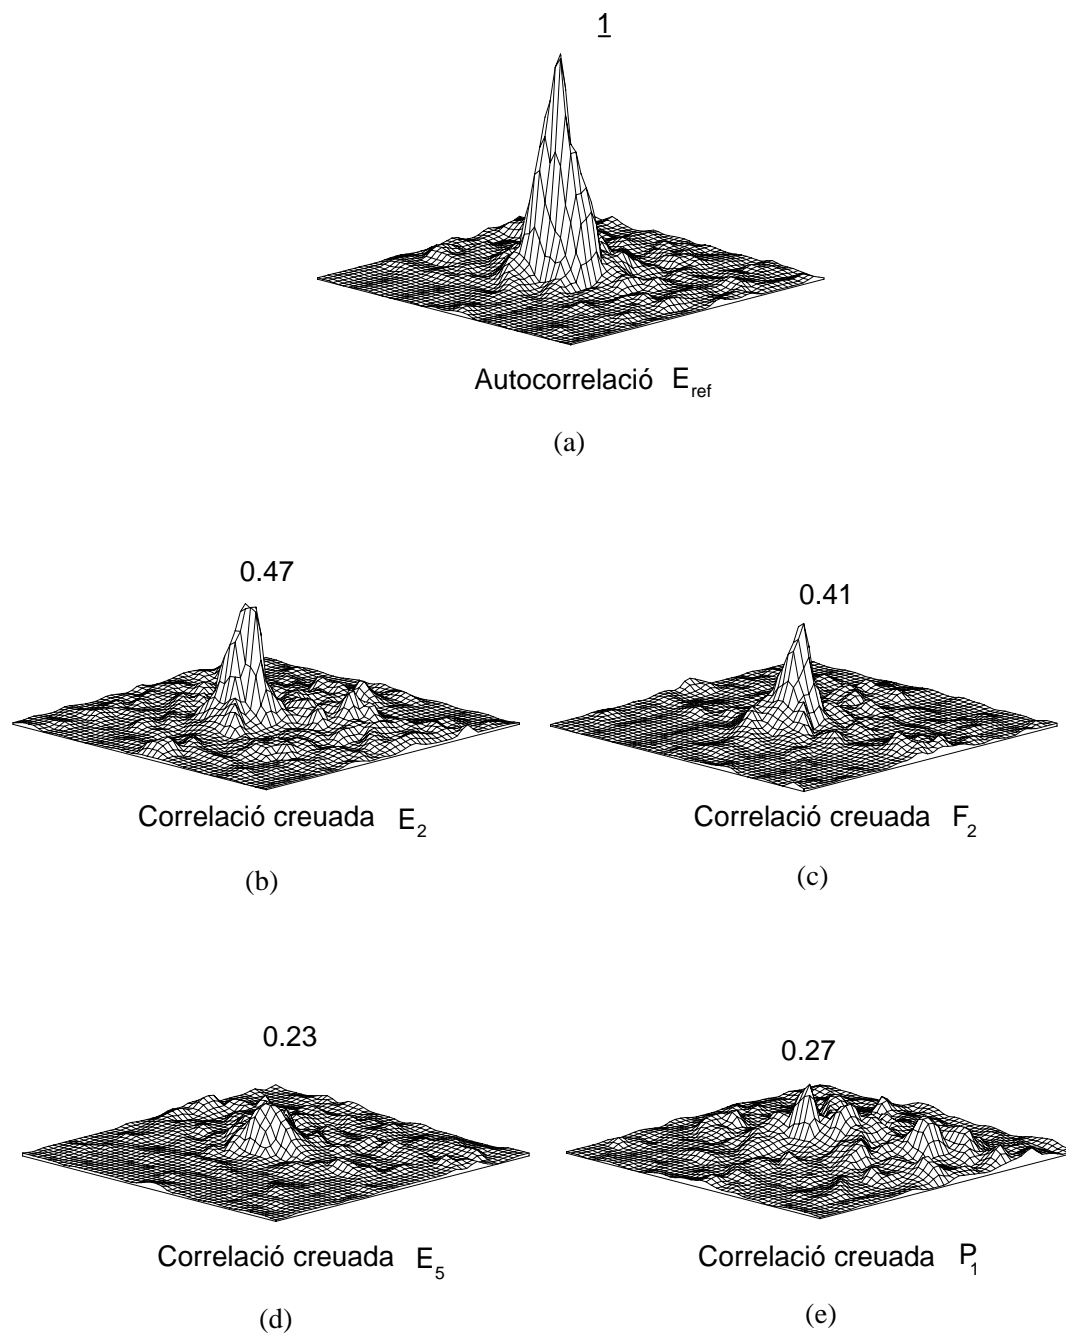 1
Autocorrelació E_ref
(a)
0.47
Correlació creuada E_2
(b)
0.41
Correlació creuada F_2
(c)
0.23
Correlació creuada E_5
(d)
0.27
Correlació creuada P_1
(e)